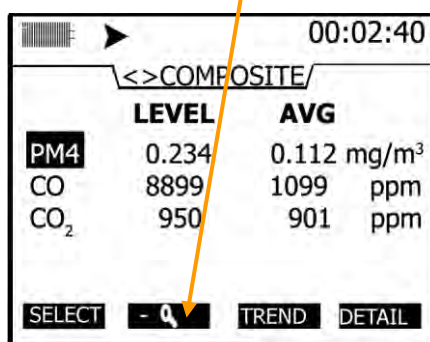 00:02:40
<>COMPOSITE
LEVEL AVG
PM4 0.234 0.112 mg/m³
CO 8899 1099 ppm
CO₂ 950 901 ppm
SELECT - TREND DETAIL